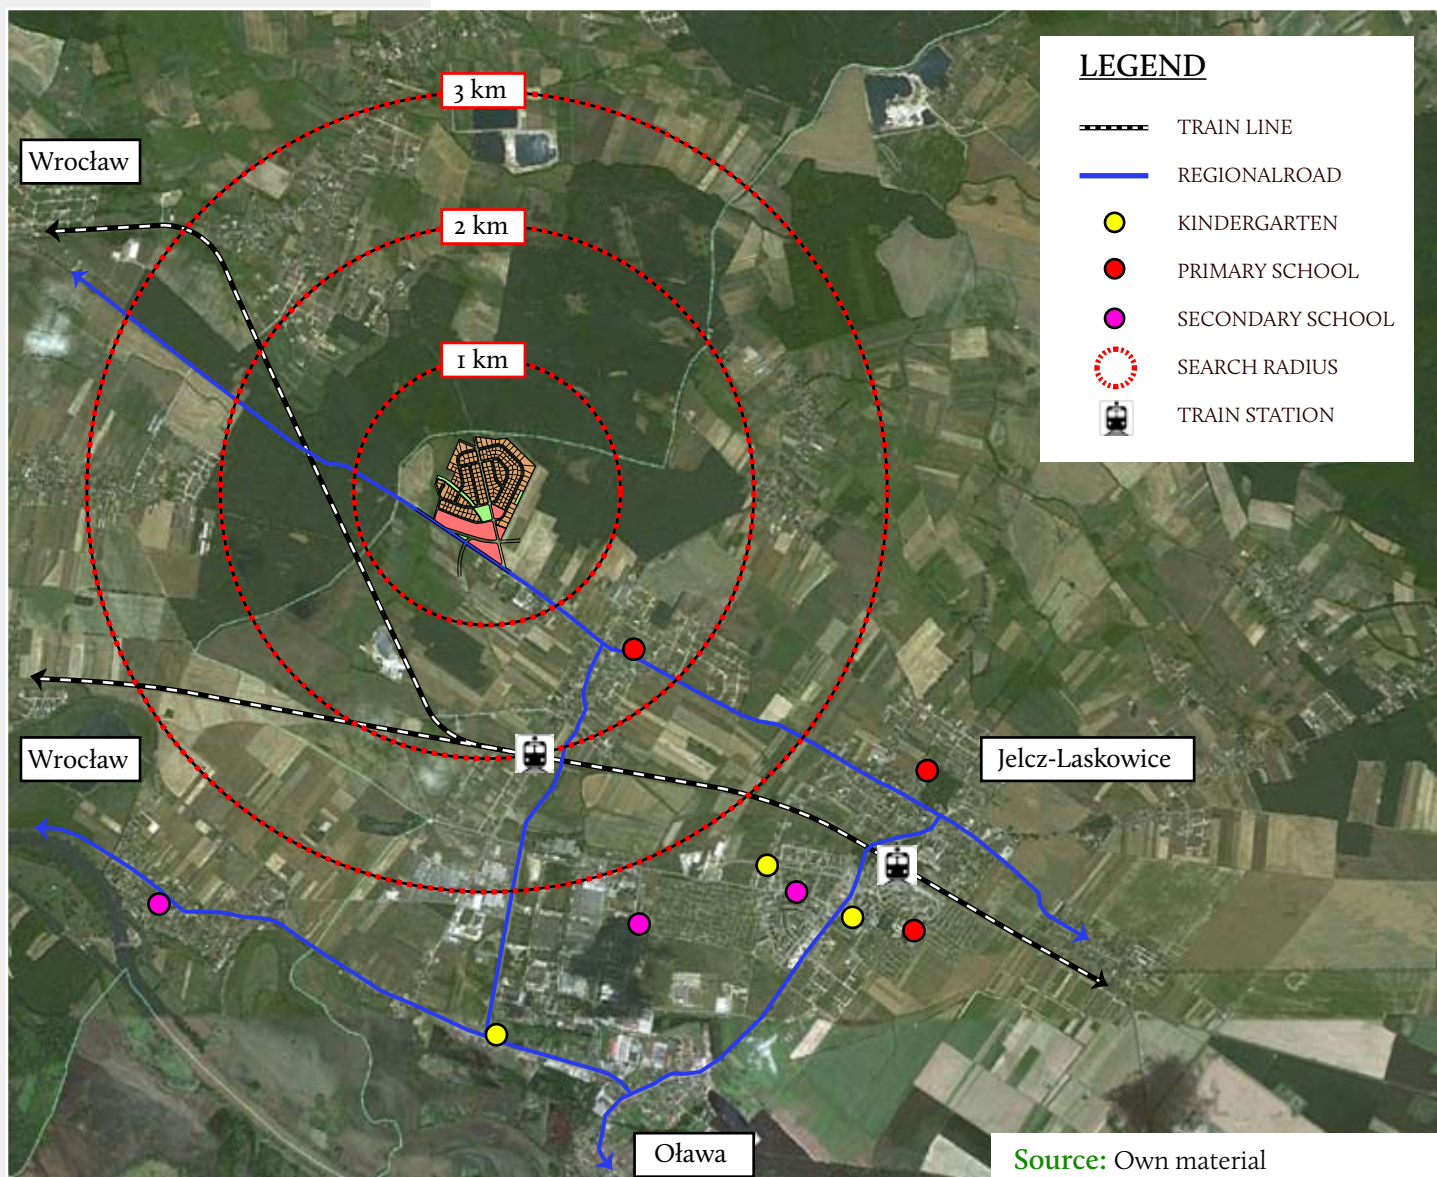 3 km
LEGEND
TRAIN LINE
Wrocław
REGIONALROAD
2 km
KINDERGARTEN
PRIMARY SCHOOL
SECONDARY SCHOOL
1 km
SEARCH RADIUS
TRAIN STATION
Wrocław
Jelcz-Laskowice
Oława
Source: Own material